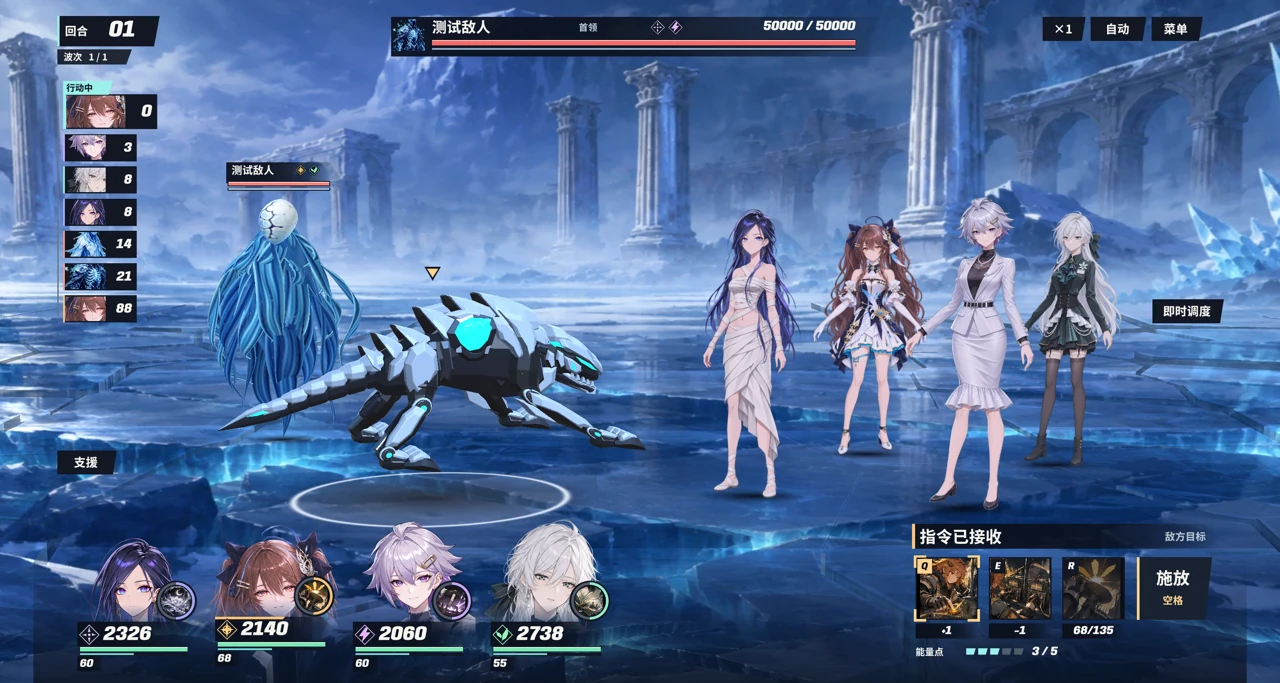 回合 01
波次 1/1
行动中
0
3
8
8
14
21
88
测试敌人 首领 50000 / 50000
×1 自动 菜单
测试敌人
即时调度
支援
2326
60
2140
68
2060
60
2738
55
指令已接收 敌方目标
Q E R
施放
空格
+1 -1 68/135
能量点 3 / 5